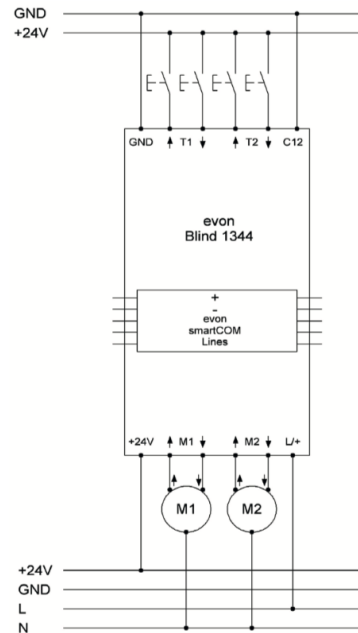 GND
+24V
GND ↑ T1 ↓ ↑ T2 ↓ C12
evon
Blind 1344
+
-
evon
smartCOM
Lines
+24V ↑ M1 ↓ ↑ M2 ↓ L/+
M1 M2
+24V
GND
L
N